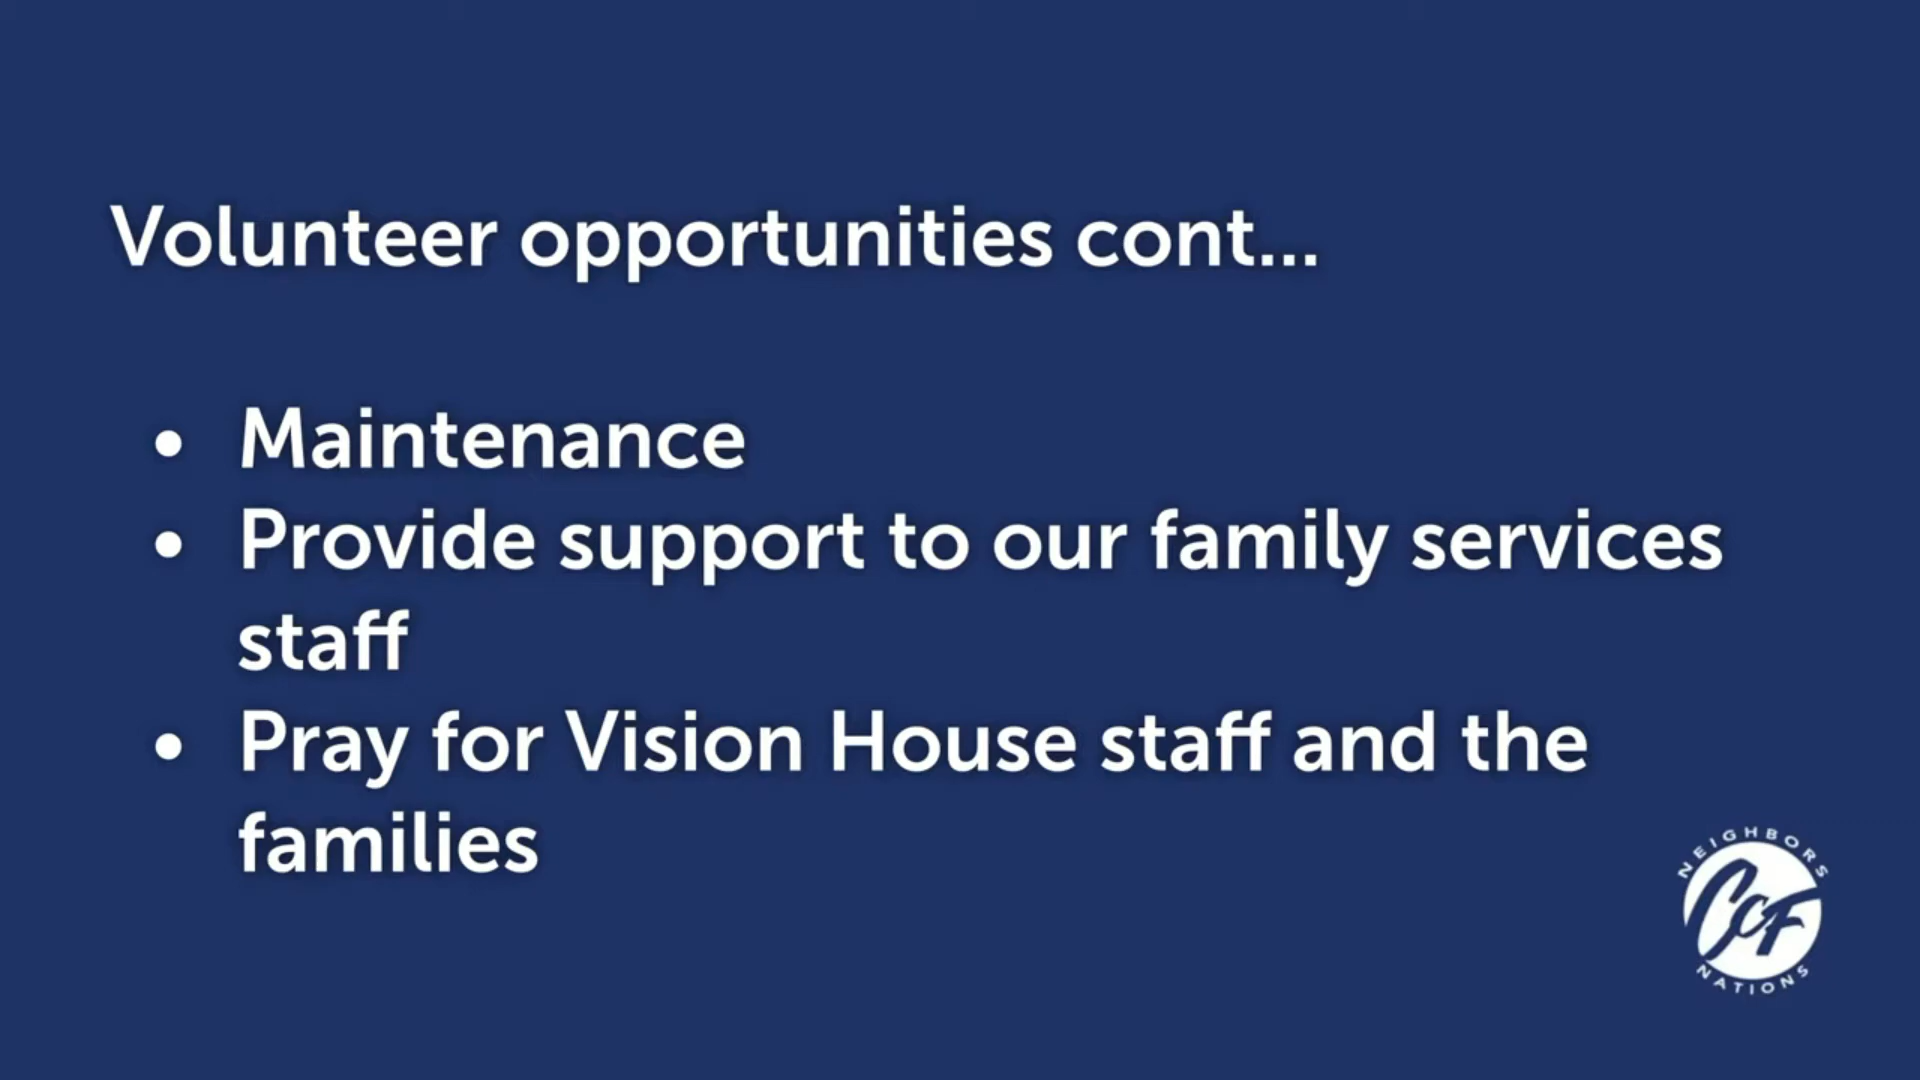 Volunteer opportunities cont...
• Maintenance
• Provide support to our family services
staff
• Pray for Vision House staff and the
families
NEIGHBORS
CCF
NATIONS